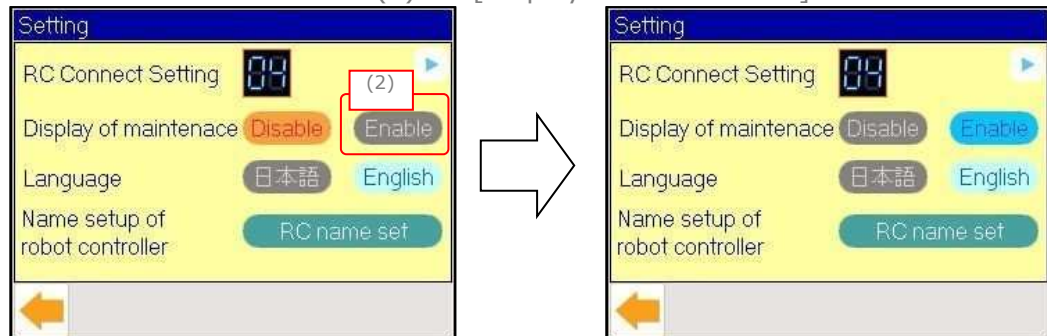 Setting
RC Connect Setting 04
(2)
Display of maintenace Disable Enable
Language 日本語 English
Name setup of
robot controller
RC name set
Setting
RC Connect Setting 04
Display of maintenace Disable Enable
Language 日本語 English
Name setup of
robot controller
RC name set